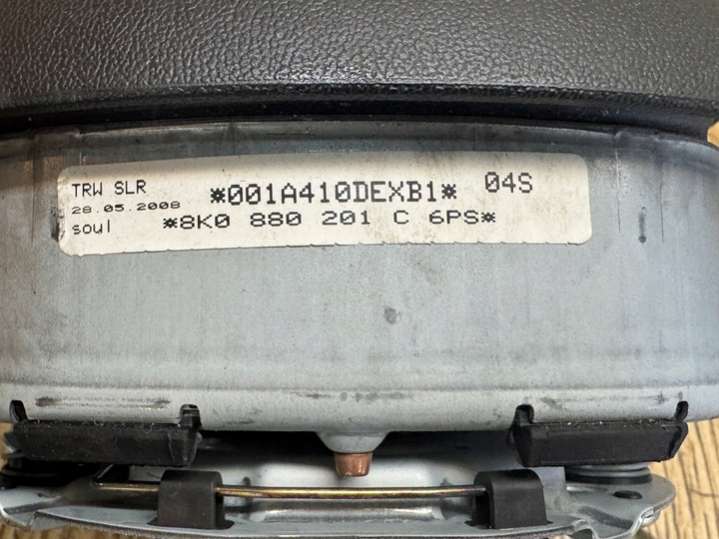 TRW SLR *001A410DEXB1* 04S
28.05.2008
soul *8K0 880 201 C 6PS*